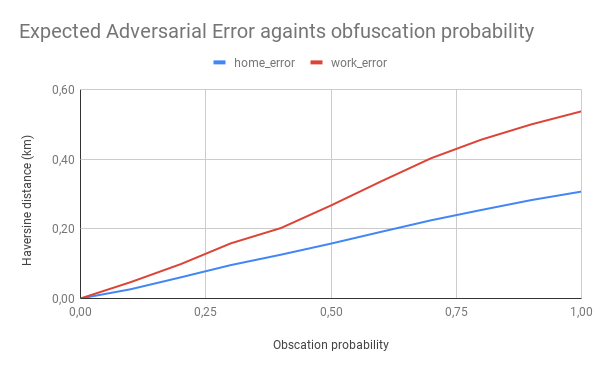 Expected Adversarial Error againts obfuscation probability
home_error work_error
Haversine distance (km)
0,60
0,40
0,20
0,00
0,00 0,25 0,50 0,75 1,00
Obscation probability